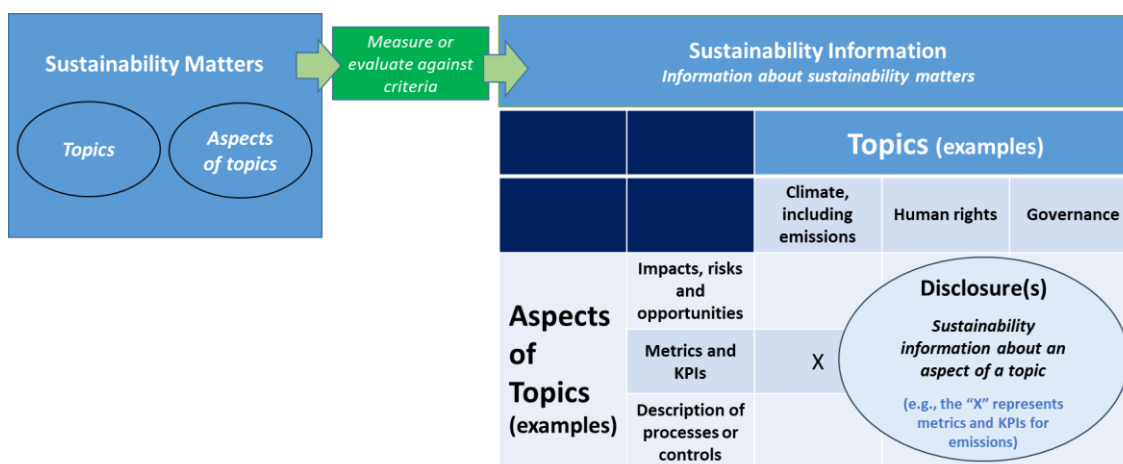 Sustainability Matters
Topics
Aspects
of topics
Measure or
evaluate against
criteria
Sustainability Information
Information about sustainability matters
Topics (examples)
Climate,
including
emissions
Human rights
Governance
Aspects
of
Topics
(examples)
Impacts, risks
and
opportunities
Metrics and
KPIs
X
Description of
processes or
controls
Disclosure(s)
Sustainability
information about an
aspect of a topic
(e.g., the “X” represents
metrics and KPIs for
emissions)